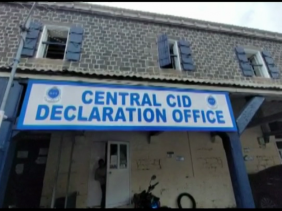 CENTRAL CID
DECLARATION OFFICE